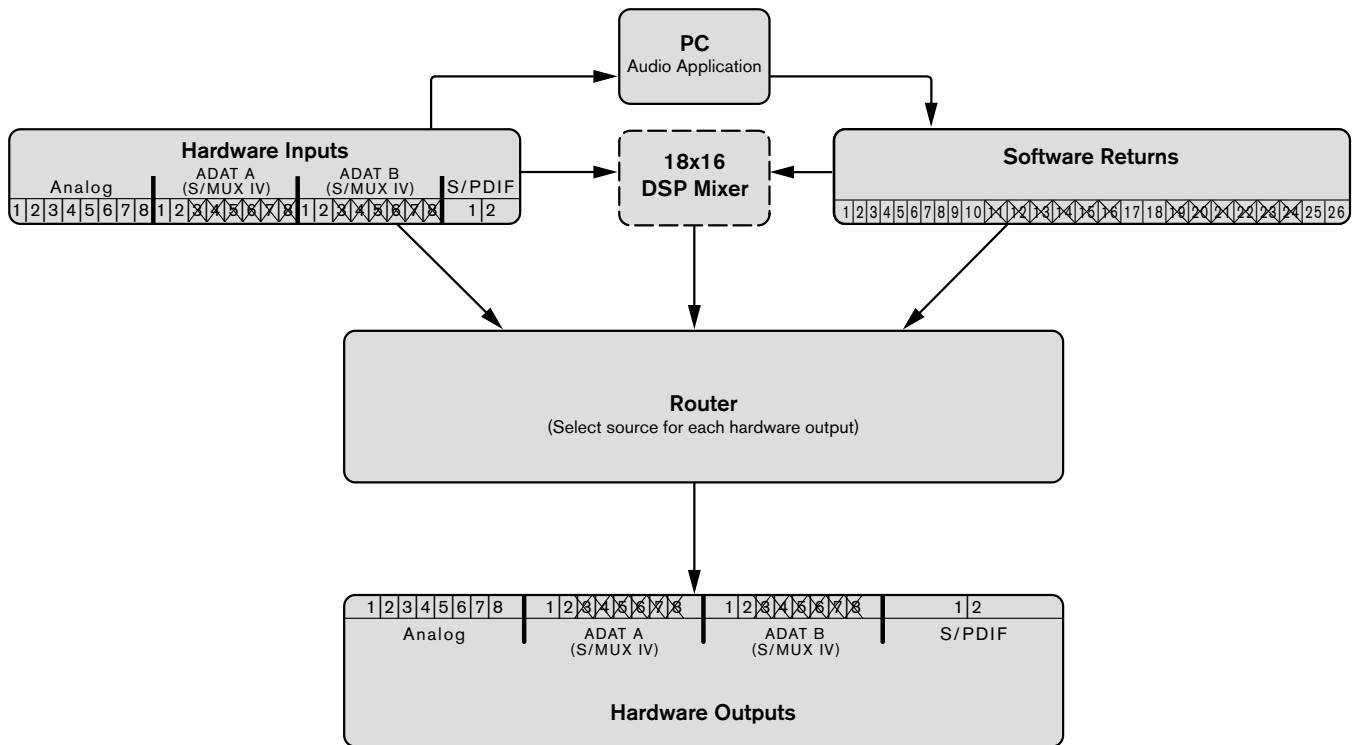 PC
Audio Application
Hardware Inputs
Analog
ADAT A
(S/MUX IV)
ADAT B
(S/MUX IV)
S/PDIF
1 2 3 4 5 6 7 8 1 2 3 4 5 6 7 8 1 2 3 4 5 6 7 8 1 2
18x16
DSP Mixer
Software Returns
1 2 3 4 5 6 7 8 9 10 11 12 13 14 15 16 17 18 19 20 21 22 23 24 25 26
Router
(Select source for each hardware output)
1 2 3 4 5 6 7 8 1 2 3 4 5 6 7 8 1 2 3 4 5 6 7 8 1 2
Analog
ADAT A
(S/MUX IV)
ADAT B
(S/MUX IV)
S/PDIF
Hardware Outputs